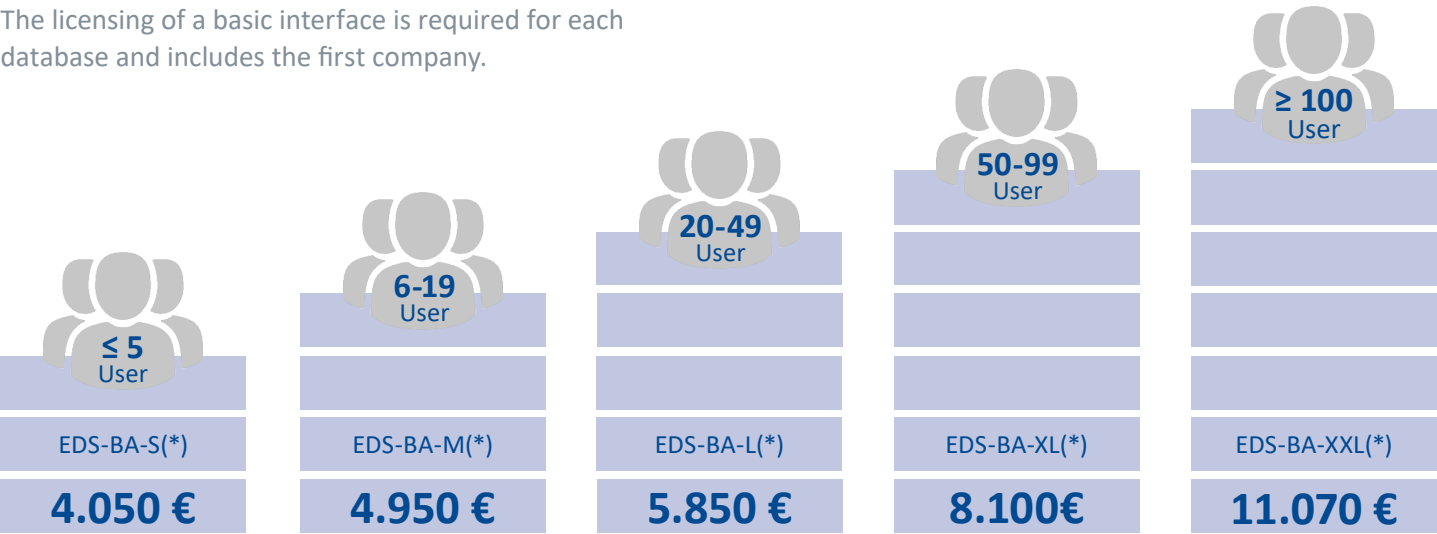 The licensing of a basic interface is required for each
database and includes the first company.
≤ 5
User
6-19
User
20-49
User
50-99
User
≥ 100
User
EDS-BA-S(*)
EDS-BA-M(*)
EDS-BA-L(*)
EDS-BA-XL(*)
EDS-BA-XXL(*)
4.050 €
4.950 €
5.850 €
8.100€
11.070 €